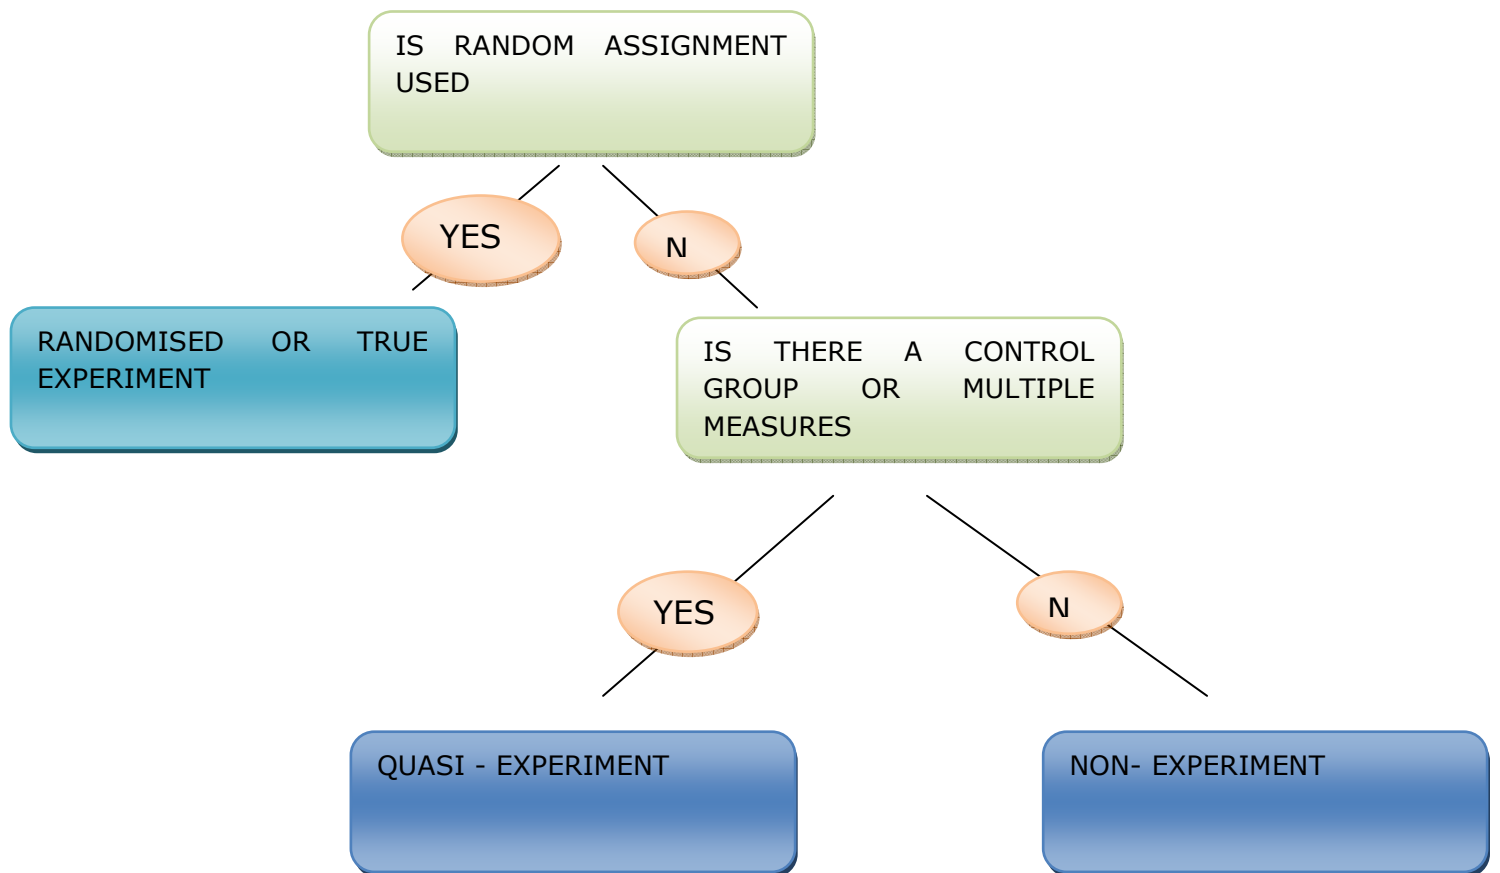 IS RANDOM ASSIGNMENT
USED
YES
N
RANDOMISED OR TRUE
EXPERIMENT
IS THERE A CONTROL
GROUP OR MULTIPLE
MEASURES
YES
N
QUASI - EXPERIMENT
NON- EXPERIMENT